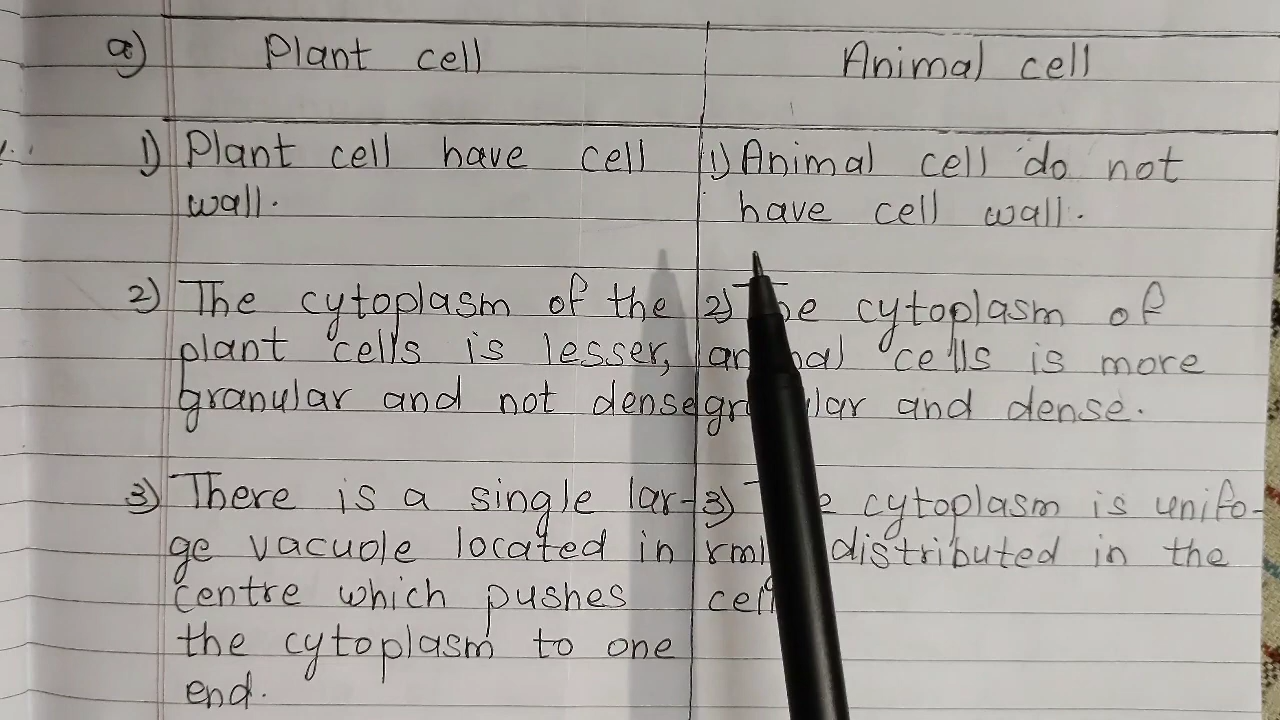 a) Plant cell
Animal cell
1) Plant cell have cell
wall.
2) The cytoplasm of the
plant cells is lesser,
granular and not dense
3) There is a single lar-
ge vacuole located in
centre which pushes
the cytoplasm to one
end.
1) Animal cell do not
have cell wall.
2) cytoplasm of
cells is more
and dense.
3) cytoplasm is unifo-
distributed in the